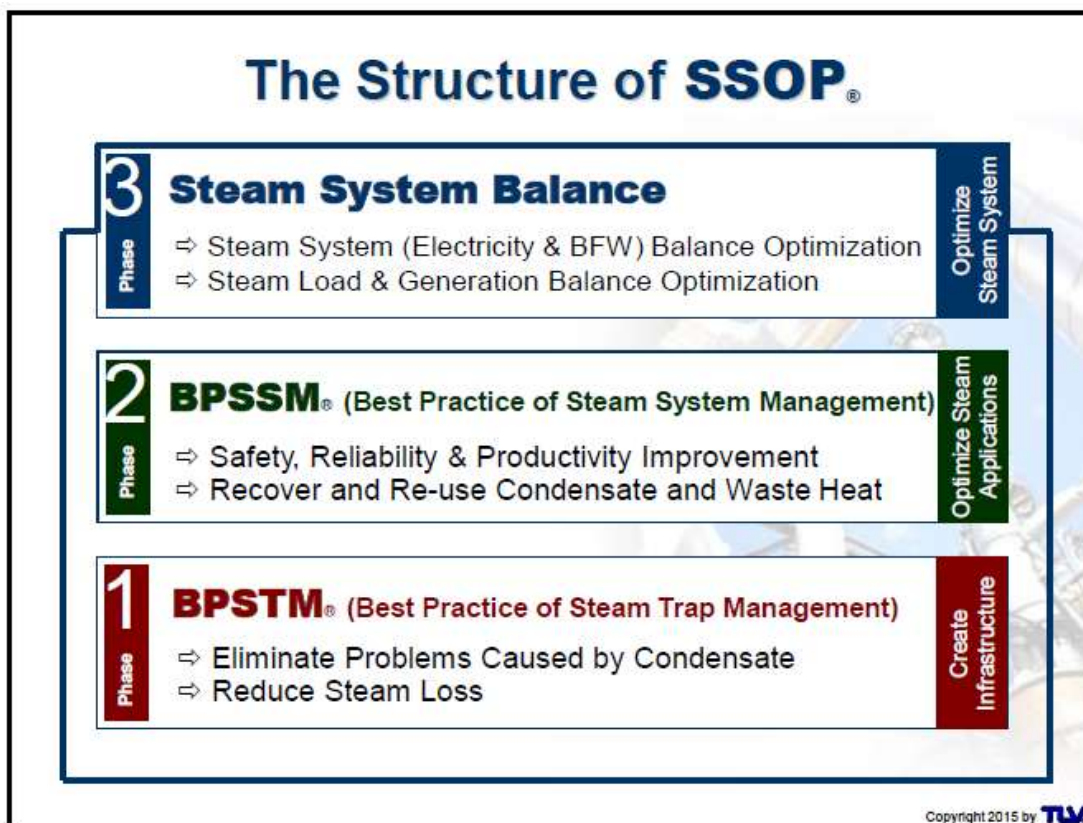 The Structure of SSOP®
3
Phase
Steam System Balance
⇨ Steam System (Electricity & BFW) Balance Optimization
⇨ Steam Load & Generation Balance Optimization
Optimize
Steam System
2
Phase
BPSSM® (Best Practice of Steam System Management)
⇨ Safety, Reliability & Productivity Improvement
⇨ Recover and Re-use Condensate and Waste Heat
Optimize Steam
Applications
1
Phase
BPSTM® (Best Practice of Steam Trap Management)
⇨ Eliminate Problems Caused by Condensate
⇨ Reduce Steam Loss
Create
Infrastructure
Copyright 2015 by TLV